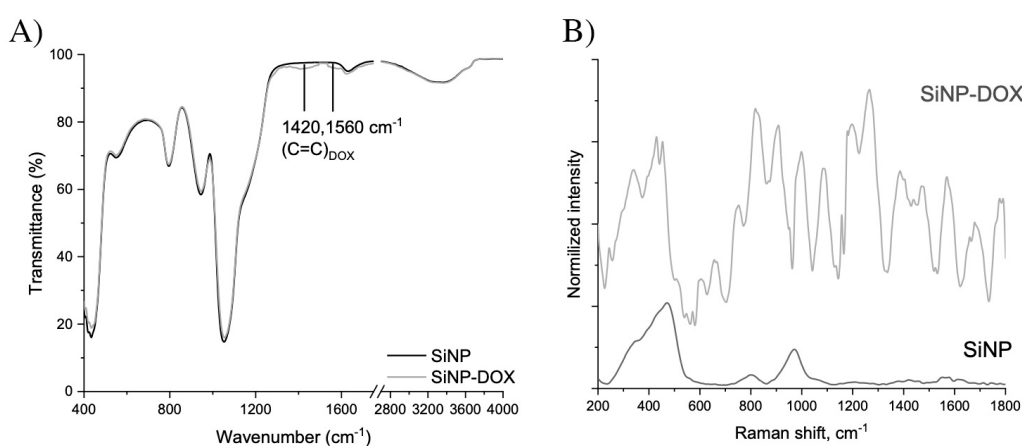 A)
B)
Transmittance (%)
100
80
60
40
20
0
1420,1560 cm⁻¹
(C=C)DOX
SiNP
SiNP-DOX
400 800 1200 1600 2800 3200 3600 4000
Wavenumber (cm⁻¹)
Normilized intensity
SiNP-DOX
SiNP
200 400 600 800 1000 1200 1400 1600 1800
Raman shift, cm⁻¹